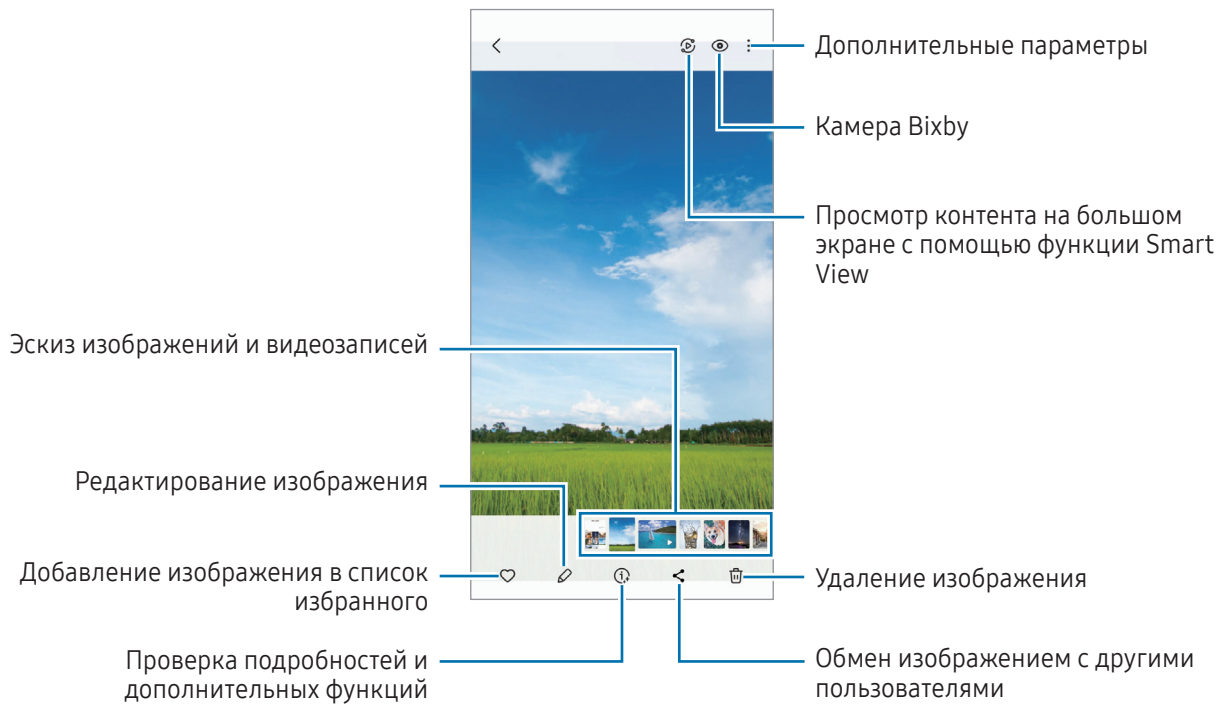 Дополнительные параметры
Камера Bixby
Просмотр контента на большом
экране с помощью функции Smart
View
Эскиз изображений и видеозаписей
Редактирование изображения
Добавление изображения в список
избранного
Удаление изображения
Проверка подробностей и
дополнительных функций
Обмен изображением с другими
пользователями